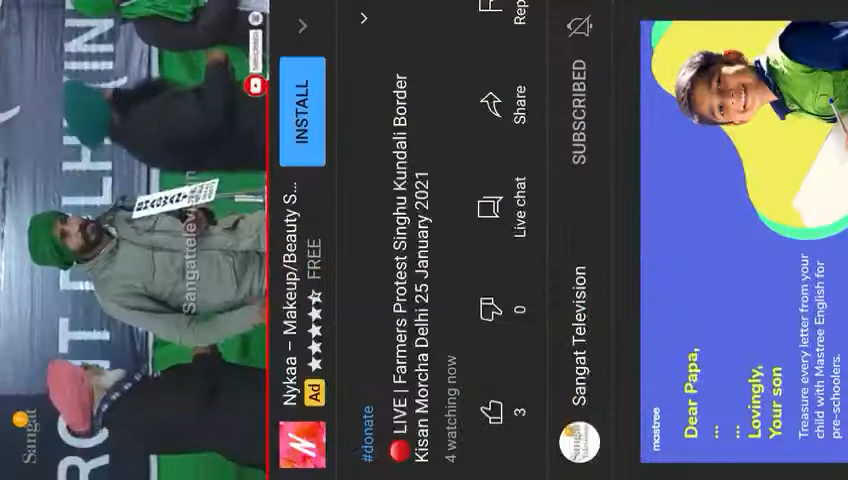 Sangat
Sangattelevision
SUBSCRIBED
Nykaa – Makeup/Beauty S...
Ad
FREE
INSTALL
#donate
LIVE | Farmers Protest Singhu Kundali Border
Kisan Morcha Delhi 25 January 2021
4 watching now
3
0
Live chat
Share
Rep
Sangat Television
SUBSCRIBED
mastree
Dear Papa,
...
...
Lovingly,
Your son
Treasure every letter from your
child with Mastree English for
pre-schoolers.